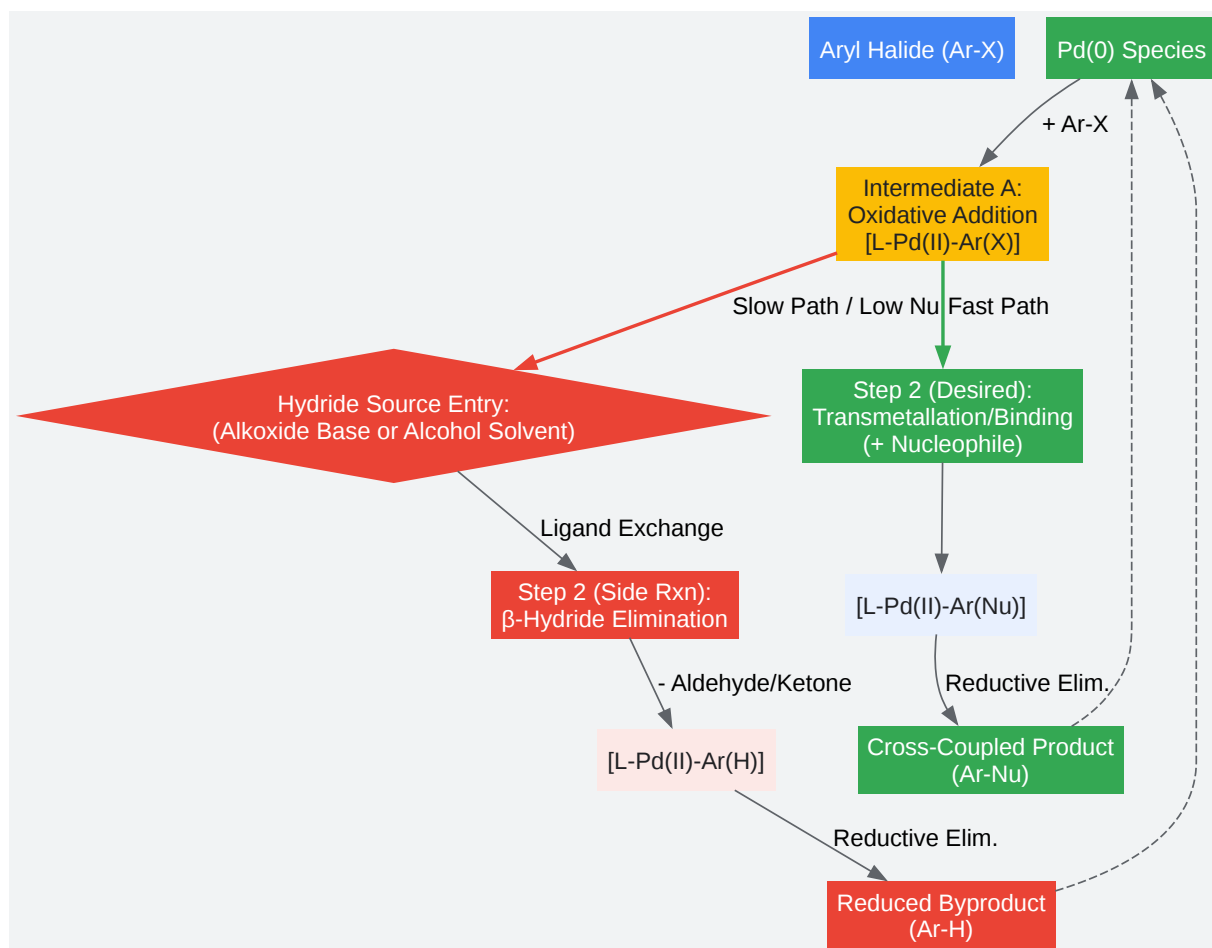 Aryl Halide (Ar-X)
Pd(0) Species
+ Ar-X
Intermediate A:
Oxidative Addition
[L-Pd(II)-Ar(X)]
Slow Path / Low Nu
Fast Path
Hydride Source Entry:
(Alkoxide Base or Alcohol Solvent)
Step 2 (Desired):
Transmetallation/Binding
(+ Nucleophile)
Ligand Exchange
Step 2 (Side Rxn):
β-Hydride Elimination
[L-Pd(II)-Ar(Nu)]
- Aldehyde/Ketone
Reductive Elim.
[L-Pd(II)-Ar(H)]
Cross-Coupled Product
(Ar-Nu)
Reductive Elim.
Reduced Byproduct
(Ar-H)